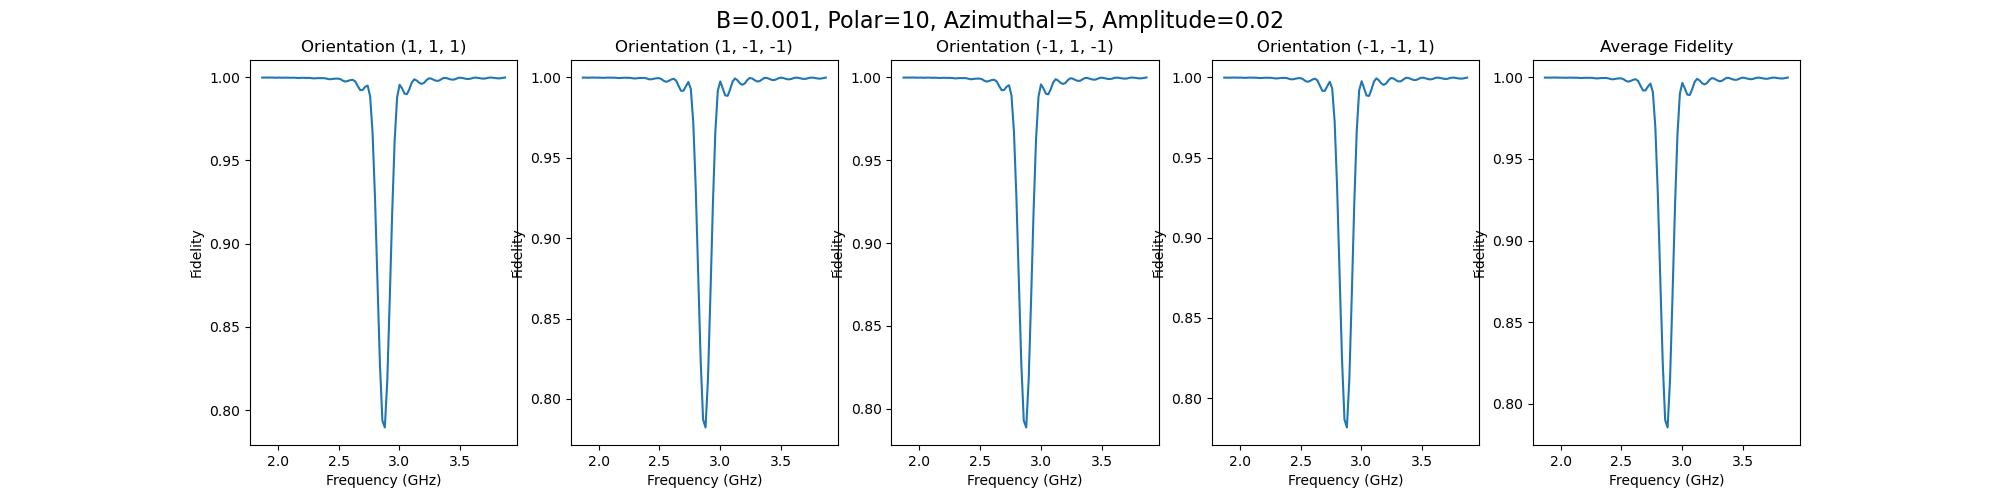 B=0.001, Polar=10, Azimuthal=5, Amplitude=0.02
Orientation (1, 1, 1)
Fidelity
1.00
0.95
0.90
0.85
0.80
2.0 2.5 3.0 3.5
Frequency (GHz)
Orientation (1, -1, -1)
Fidelity
1.00
0.95
0.90
0.85
0.80
2.0 2.5 3.0 3.5
Frequency (GHz)
Orientation (-1, 1, -1)
Fidelity
1.00
0.95
0.90
0.85
0.80
2.0 2.5 3.0 3.5
Frequency (GHz)
Orientation (-1, -1, 1)
Fidelity
1.00
0.95
0.90
0.85
0.80
2.0 2.5 3.0 3.5
Frequency (GHz)
Average Fidelity
Fidelity
1.00
0.95
0.90
0.85
0.80
2.0 2.5 3.0 3.5
Frequency (GHz)